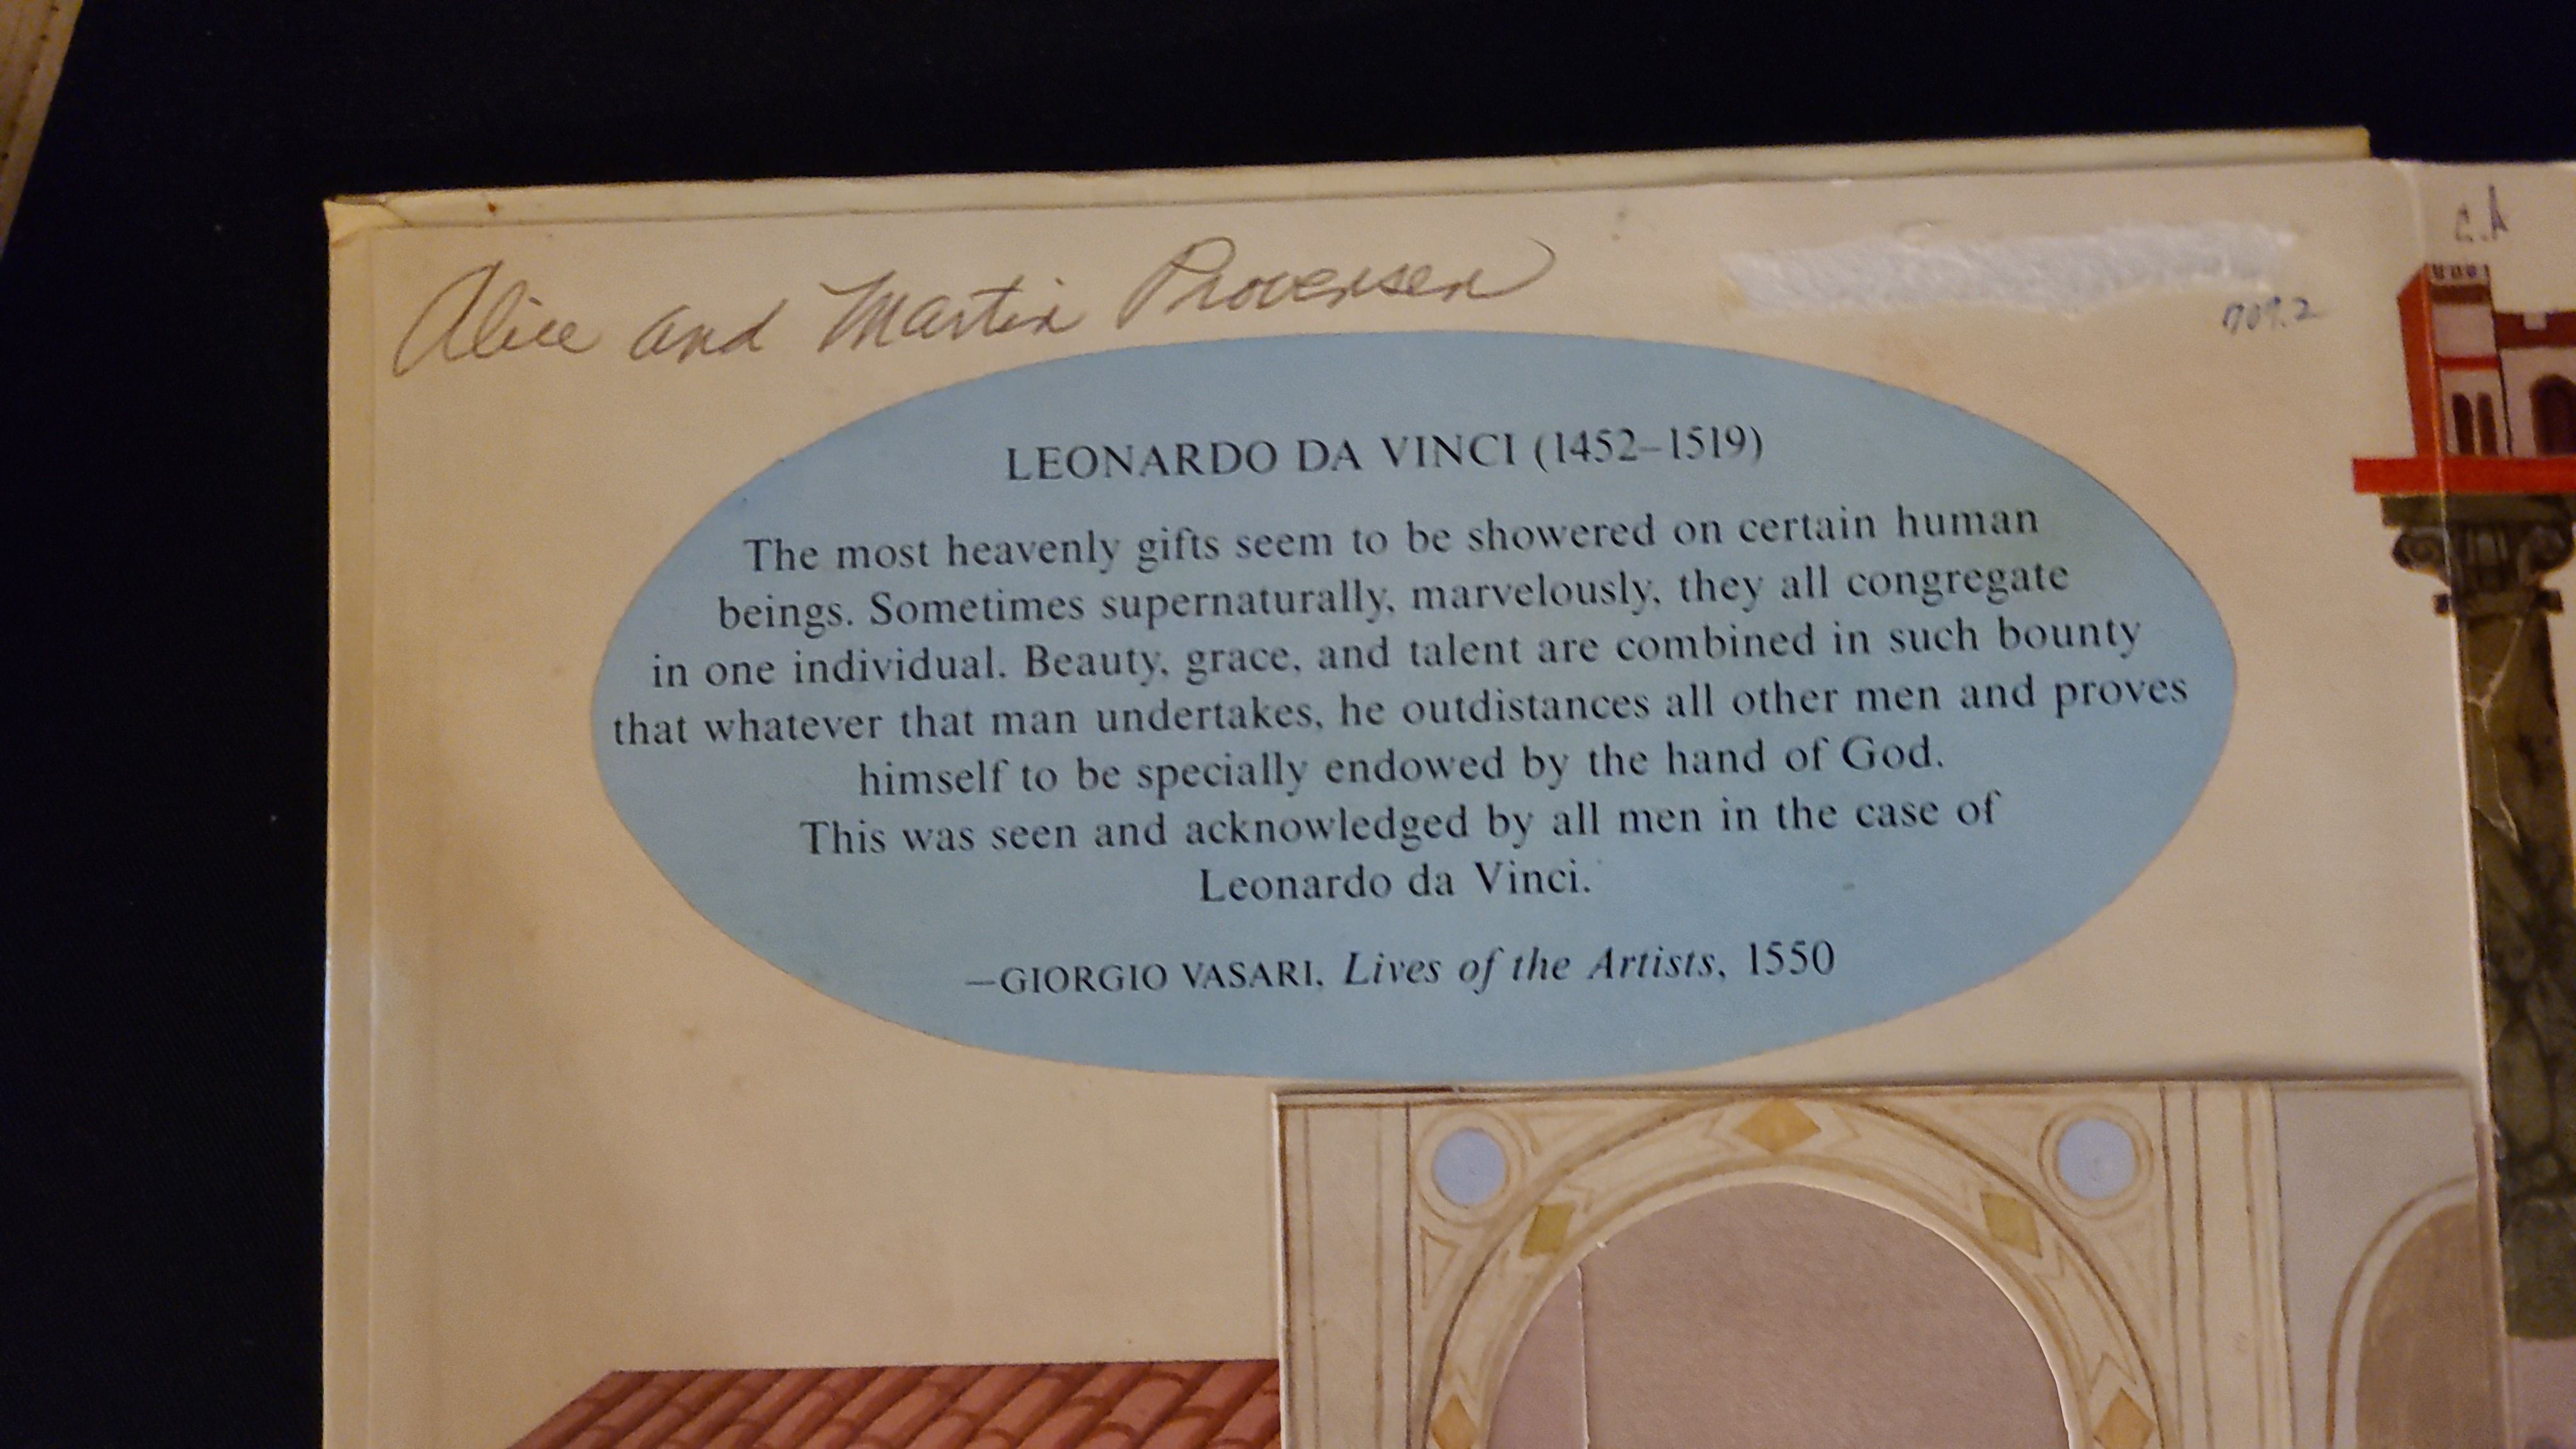 Alice and Martin Provensen
C.A
709.2
LEONARDO DA VINCI (1452–1519)
The most heavenly gifts seem to be showered on certain human
beings. Sometimes supernaturally, marvelously, they all congregate
in one individual. Beauty, grace, and talent are combined in such bounty
that whatever that man undertakes, he outdistances all other men and proves
himself to be specially endowed by the hand of God.
This was seen and acknowledged by all men in the case of
Leonardo da Vinci.
—GIORGIO VASARI, Lives of the Artists, 1550